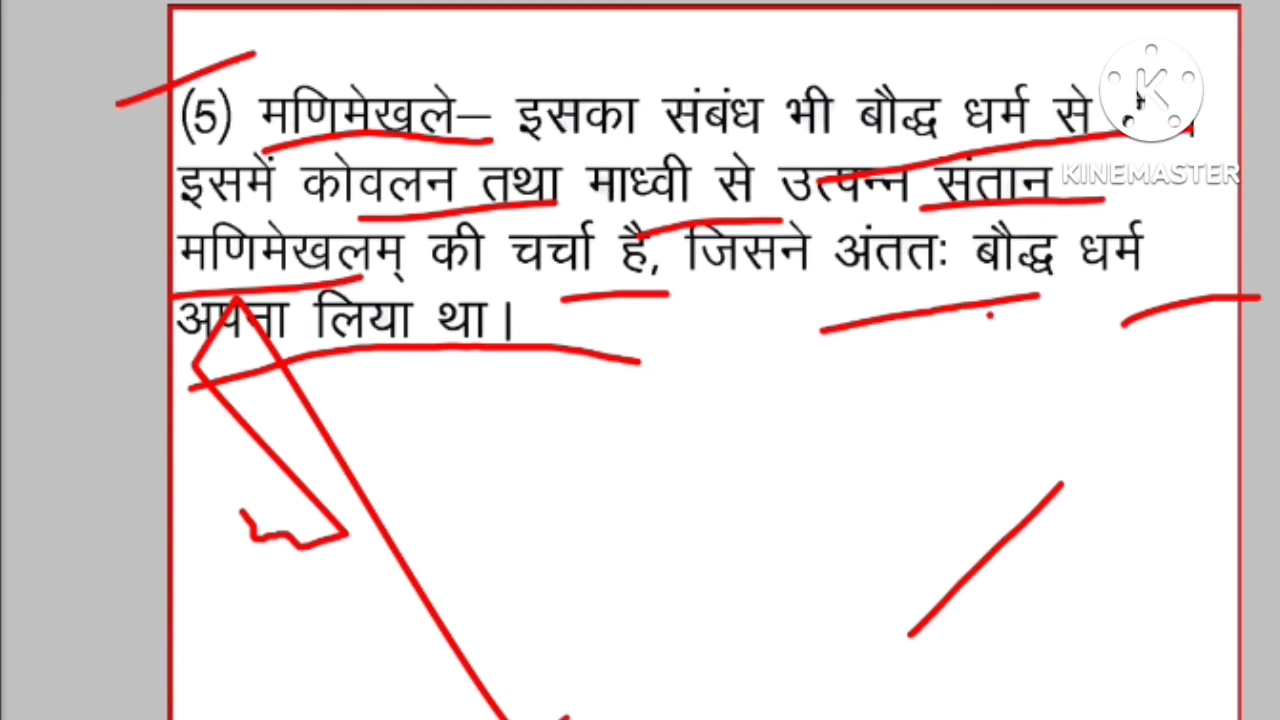 (5) मणिमेखले– इसका संबंध भी बौद्ध धर्म से
KINEMASTER
इसमें कोवलन तथा माध्वी से उत्पन्न संतान
मणिमेखलम् की चर्चा है, जिसने अंततः बौद्ध धर्म
अपना लिया था।